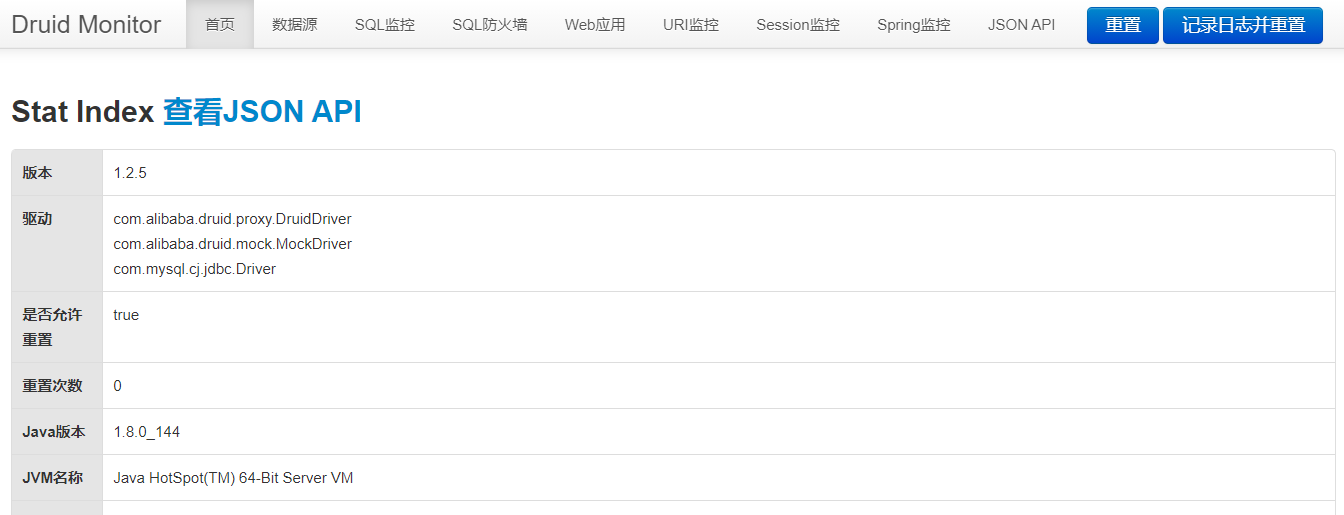 Druid Monitor 首页 数据源 SQL监控 SQL防火墙 Web应用 URI监控 Session监控 Spring监控 JSON API 重置 记录日志并重置
Stat Index 查看JSON API
版本 1.2.5
驱动 com.alibaba.druid.proxy.DruidDriver
com.alibaba.druid.mock.MockDriver
com.mysql.cj.jdbc.Driver
是否允许 true
重置
重置次数 0
Java版本 1.8.0_144
JVM名称 Java HotSpot(TM) 64-Bit Server VM